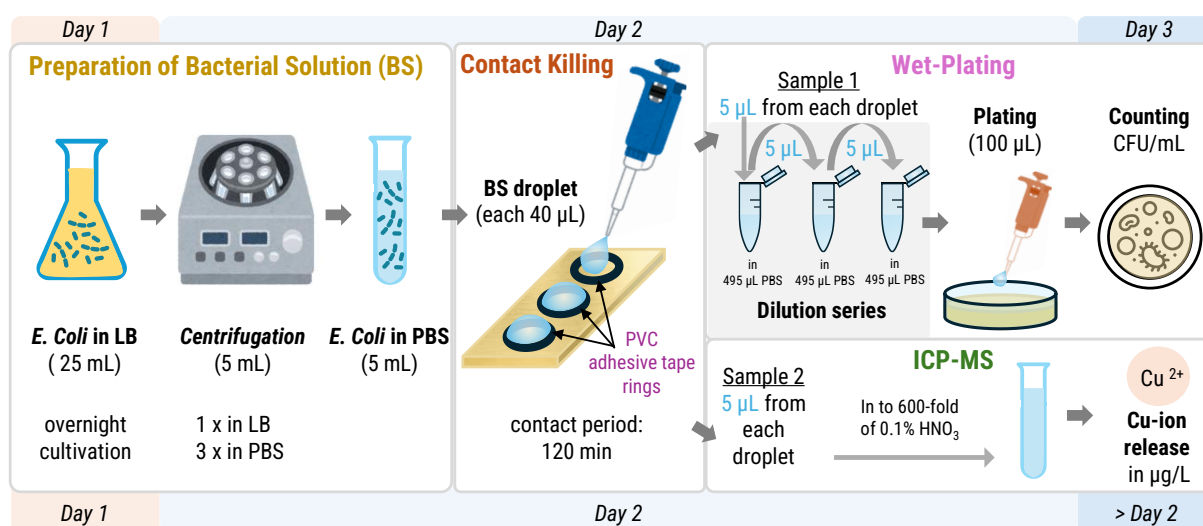 Day 1
Day 2
Day 3
Preparation of Bacterial Solution (BS)
E. Coli in LB
( 25 mL)
overnight
cultivation
Centrifugation
(5 mL)
1 x in LB
3 x in PBS
E. Coli in PBS
(5 mL)
Contact Killing
BS droplet
(each 40 µL)
PVC
adhesive tape
rings
contact period:
120 min
Wet-Plating
Sample 1
5 µL from each droplet
5 µL
5 µL
in
495 µL PBS
in
495 µL PBS
in
495 µL PBS
Dilution series
Plating
(100 µL)
Counting
CFU/mL
ICP-MS
Sample 2
5 µL from
each
droplet
In to 600-fold
of 0.1% HNO3
Cu 2+
Cu-ion
release
in µg/L
Day 1
Day 2
> Day 2